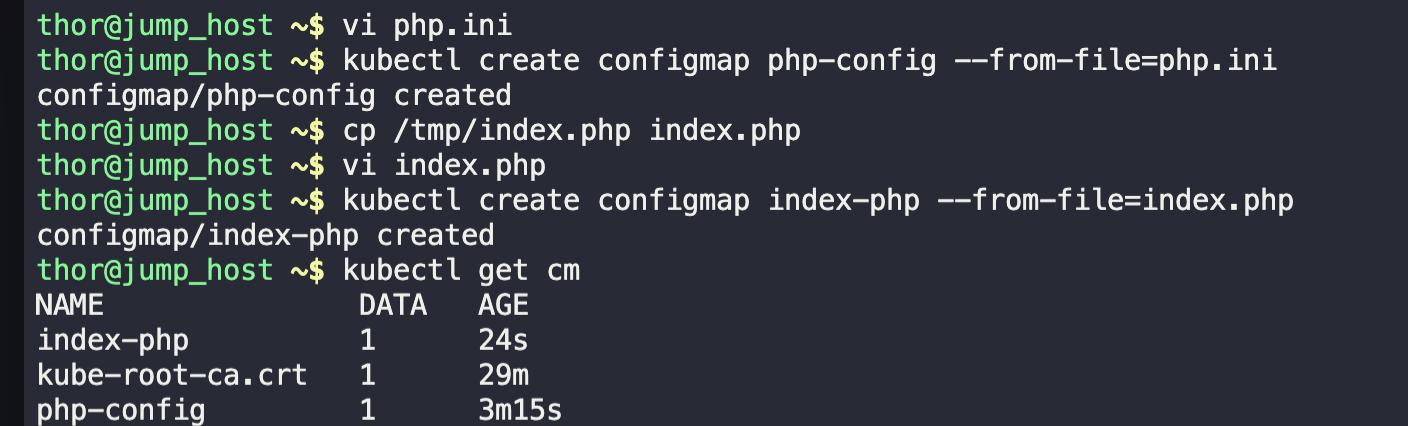 thor@jump_host ~$ vi php.ini
thor@jump_host ~$ kubectl create configmap php-config --from-file=php.ini
configmap/php-config created
thor@jump_host ~$ cp /tmp/index.php index.php
thor@jump_host ~$ vi index.php
thor@jump_host ~$ kubectl create configmap index-php --from-file=index.php
configmap/index-php created
thor@jump_host ~$ kubectl get cm
NAME               DATA   AGE
index-php          1      24s
kube-root-ca.crt   1      29m
php-config         1      3m15s